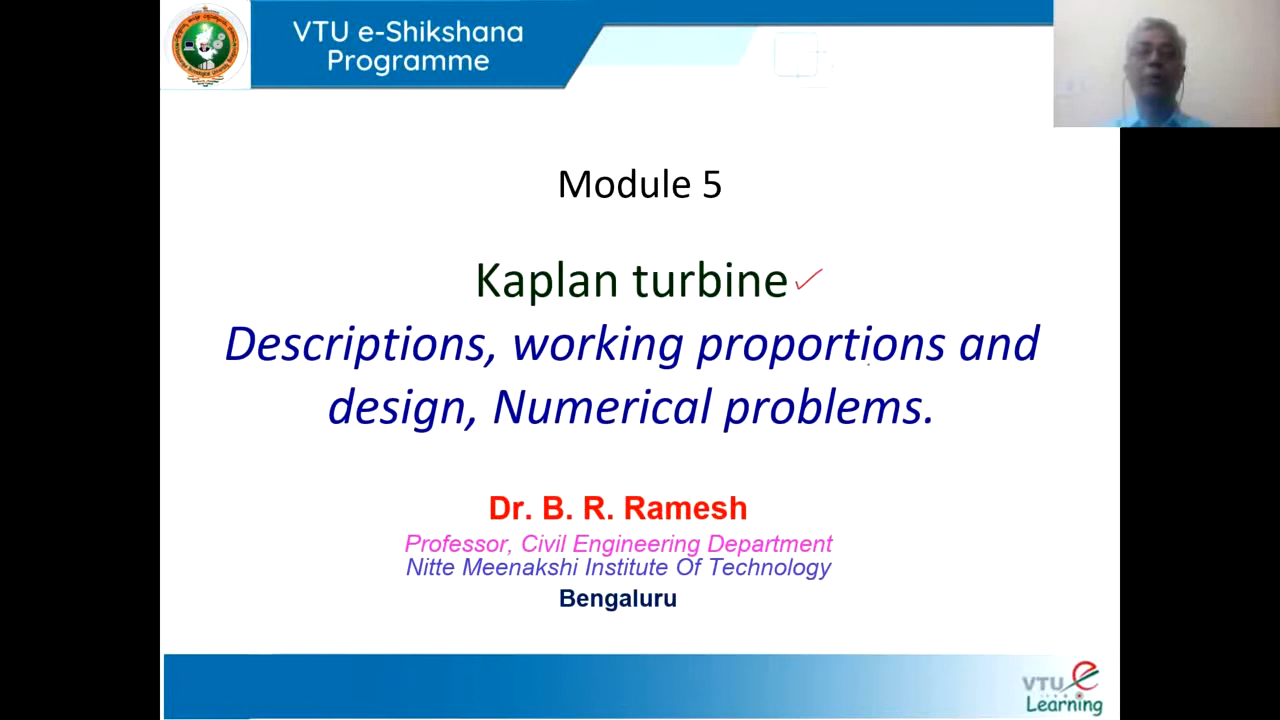 VTU e-Shikshana
Programme
Module 5
Kaplan turbine
Descriptions, working proportions and
design, Numerical problems.
Dr. B. R. Ramesh
Professor, Civil Engineering Department
Nitte Meenakshi Institute Of Technology
Bengaluru
VTU e
Learning